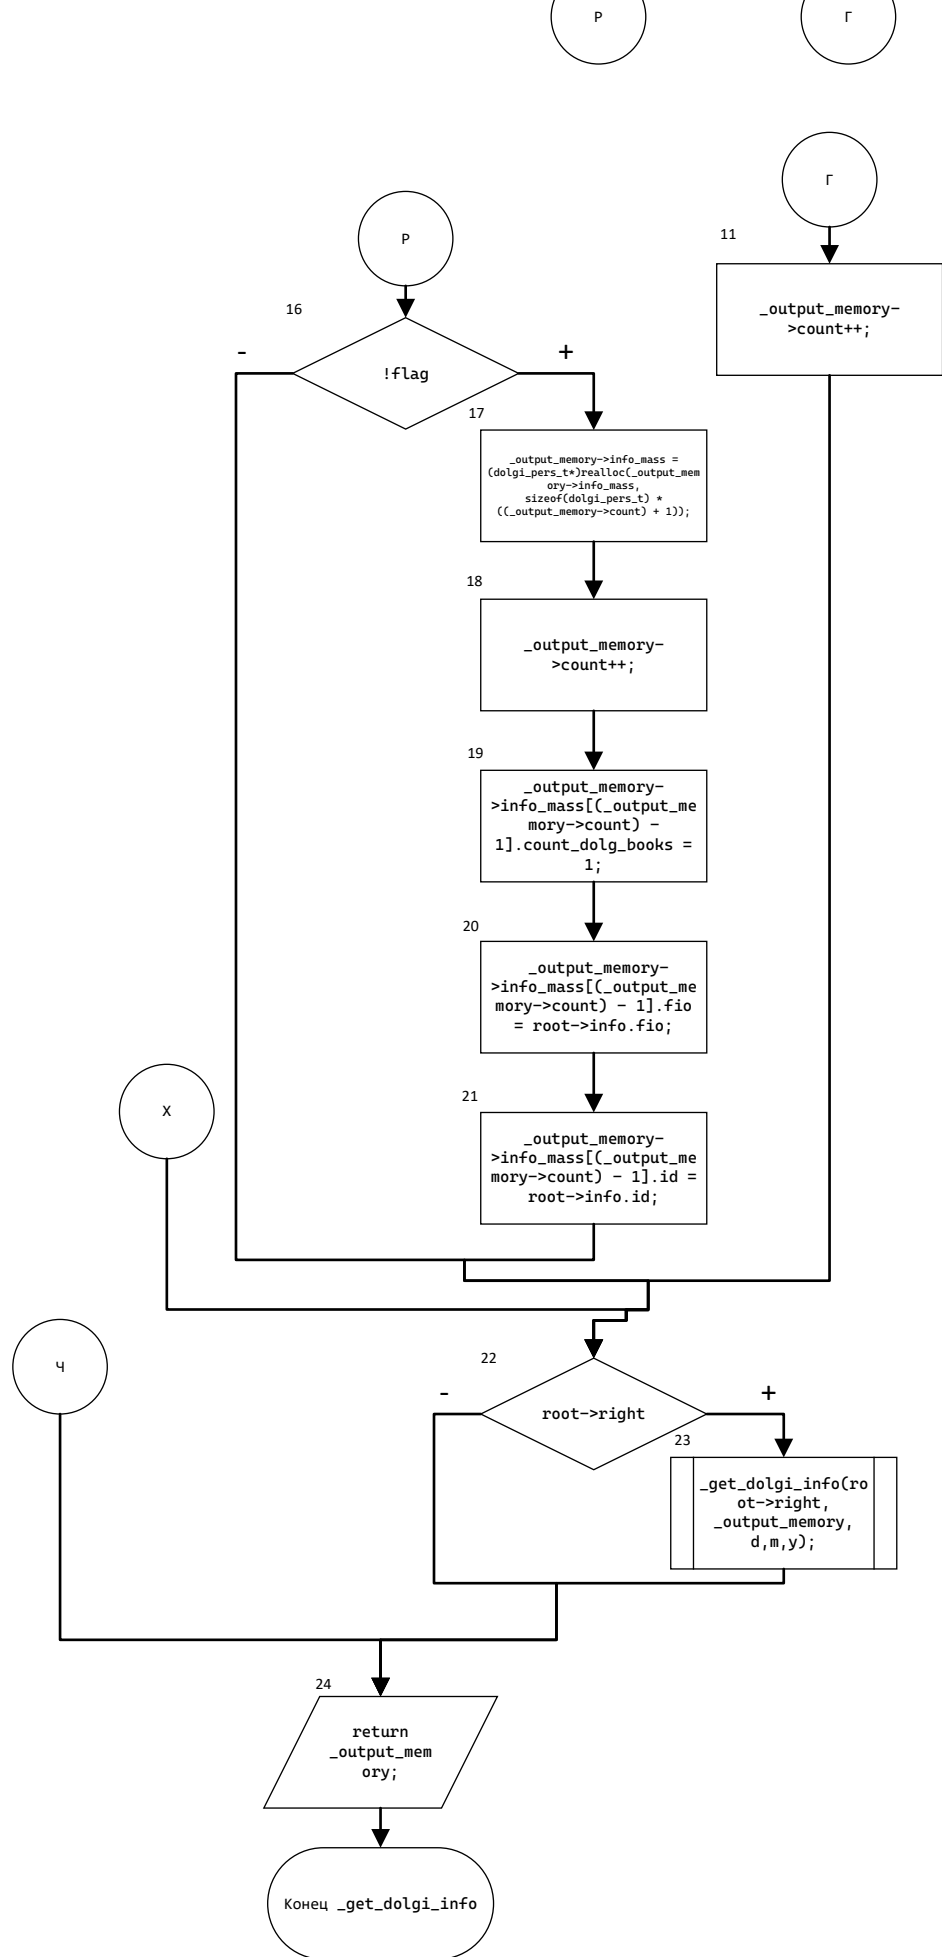 Р
Г
Г
11
_output_memory-
>count++;
Р
16
-
+
!flag
17
_output_memory->info_mass =
(dolgi_pers_t*)realloc(_output_mem
ory->info_mass,
sizeof(dolgi_pers_t) *
((_output_memory->count) + 1));
18
_output_memory-
>count++;
19
_output_memory-
>info_mass[(_output_me
mory->count) -
1].count_dolg_books =
1;
20
_output_memory-
>info_mass[(_output_me
mory->count) - 1].fio
= root->info.fio;
Х
21
_output_memory-
>info_mass[(_output_me
mory->count) - 1].id =
root->info.id;
Ч
22
-
+
root->right
23
_get_dolgi_info(ro
ot->right,
_output_memory,
d,m,y);
24
return
_output_mem
ory;
Конец _get_dolgi_info